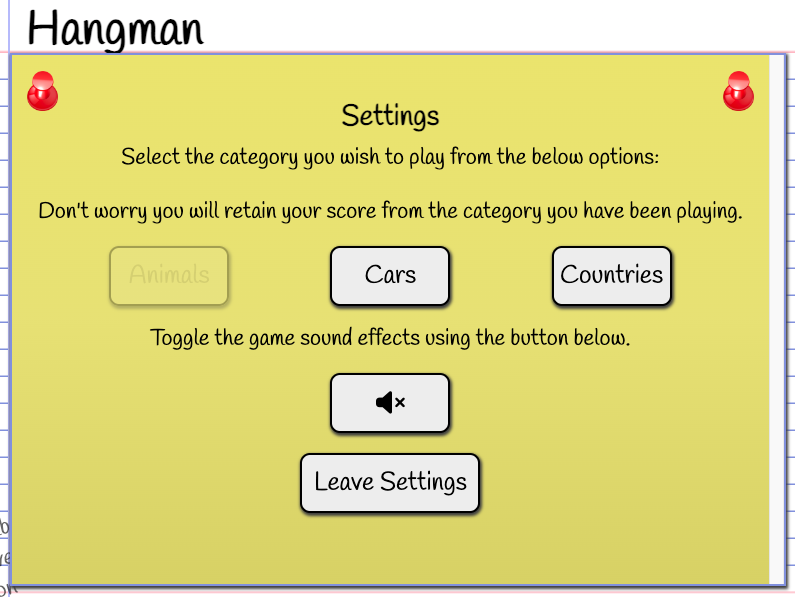 Hangman
Settings
Select the category you wish to play from the below options:
Don't worry you will retain your score from the category you have been playing.
Animals Cars Countries
Toggle the game sound effects using the button below.
Leave Settings